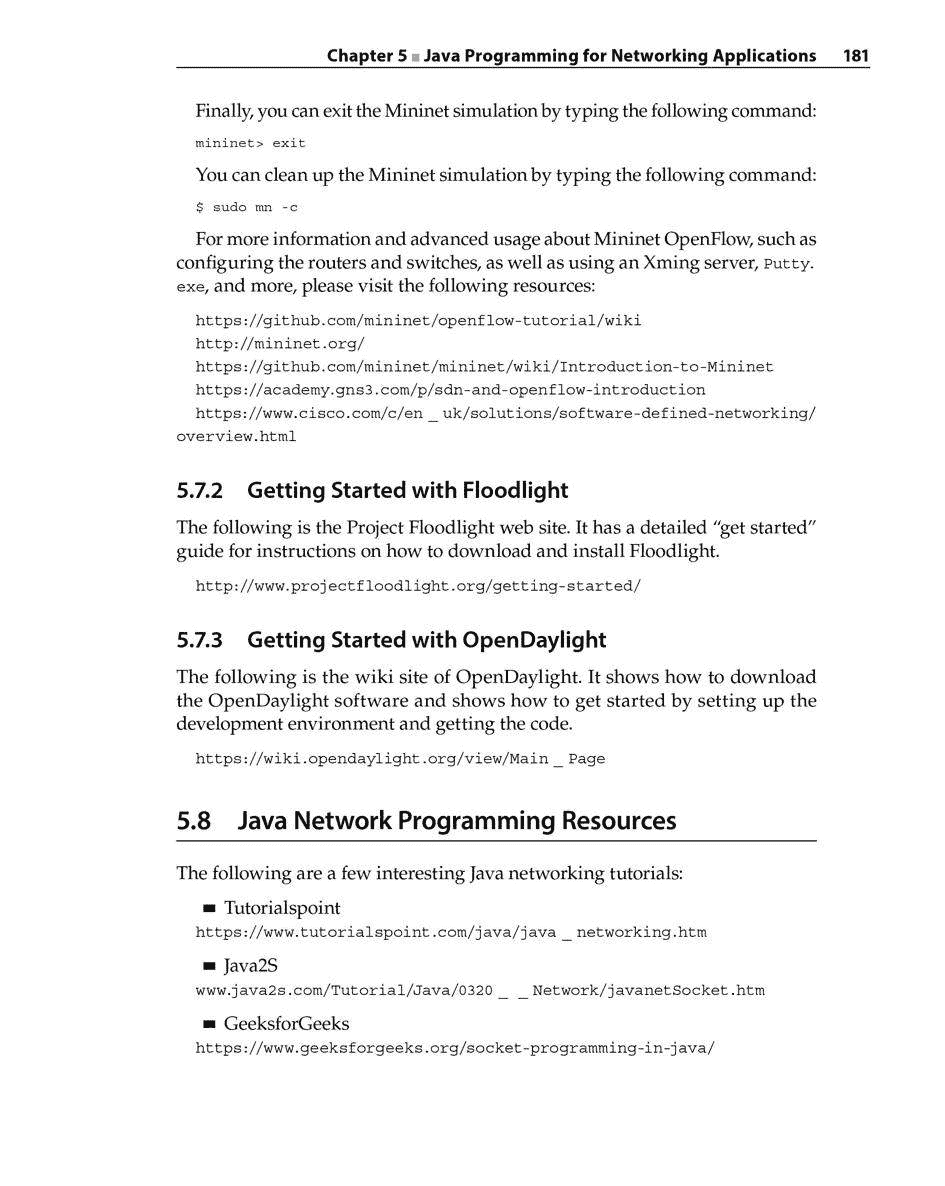 Chapter 5 ■ Java Programming for Networking Applications 181
Finally, you can exit the Mininet simulation by typing the following command:
mininet> exit
You can clean up the Mininet simulation by typing the following command:
$ sudo mn -c
For more information and advanced usage about Mininet OpenFlow, such as
configuring the routers and switches, as well as using an Xming server, Putty.
exe, and more, please visit the following resources:
https://github.com/mininet/openflow-tutorial/wiki
http://mininet.org/
https://github.com/mininet/mininet/wiki/Introduction-to-Mininet
https://academy.gns3.com/p/sdn-and-openflow-introduction
https://www.cisco.com/c/en _ uk/solutions/software-defined-networking/
overview.html
5.7.2 Getting Started with Floodlight
The following is the Project Floodlight web site. It has a detailed “get started”
guide for instructions on how to download and install Floodlight.
http://www.projectfloodlight.org/getting-started/
5.7.3 Getting Started with OpenDaylight
The following is the wiki site of OpenDaylight. It shows how to download
the OpenDaylight software and shows how to get started by setting up the
development environment and getting the code.
https://wiki.opendaylight.org/view/Main _ Page
5.8 Java Network Programming Resources
The following are a few interesting Java networking tutorials:
■ Tutorialspoint
https://www.tutorialspoint.com/java/java _ networking.htm
■ Java2S
www.java2s.com/Tutorial/Java/0320 _ _ Network/javanetSocket.htm
■ GeeksforGeeks
https://www.geeksforgeeks.org/socket-programming-in-java/